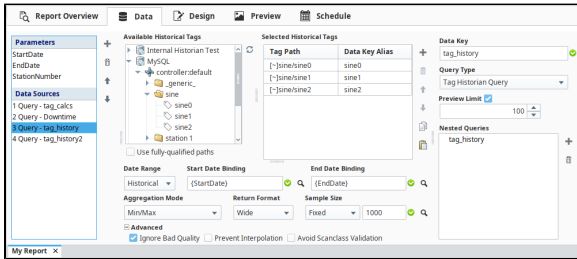 Report Overview Data Design Preview Schedule
Parameters
StartDate
EndDate
StationNumber
Data Sources
1 Query - tag_calcs
2 Query - Downtime
3 Query - tag_history
4 Query - tag_history2
Available Historical Tags
Internal Historian Test
MySQL
controller:default
_generic_
sine
sine0
sine1
sine2
station 1
Use fully-qualified paths
Selected Historical Tags
Tag Path Data Key Alias
[~]sine/sine0 sine0
[~]sine/sine1 sine1
[~]sine/sine2 sine2
Data Key
tag_history
Query Type
Tag Historian Query
Preview Limit
100
Nested Queries
tag_history
Date Range Start Date Binding End Date Binding
Historical {StartDate} {EndDate}
Aggregation Mode Return Format Sample Size
Min/Max Wide Fixed 1000
Advanced
Ignore Bad Quality Prevent Interpolation Avoid Scanclass Validation
My Report ×